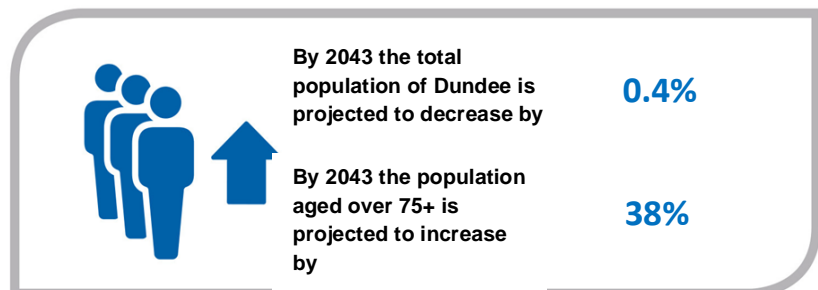 By 2043 the total
population of Dundee is
projected to decrease by
0.4%
By 2043 the population
aged over 75+ is
projected to increase
by
38%